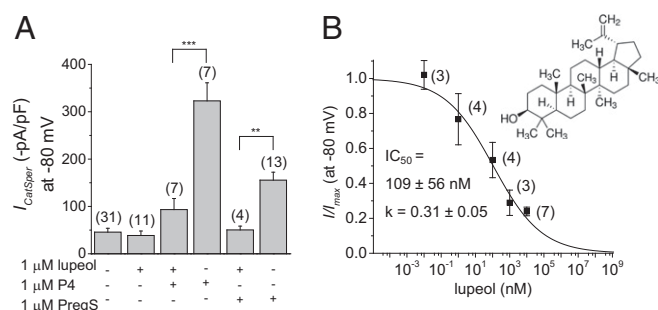 A
I_CatSper (-pA/pF)
at -80 mV
400
300
200
100
0
(31)
(11)
(7)
(7)
(4)
(13)
***
**
1 μM lupeol - + + - + -
1 μM P4 - - + + - -
1 μM PregS - - - - + +
B
I/I_max (at -80 mV)
1.0
0.8
0.6
0.4
0.2
0.0
(3)
(4)
(4)
(3)
(7)
IC50 =
109 ± 56 nM
k = 0.31 ± 0.05
10^-3 10^-1 10^1 10^3 10^5 10^7 10^9
lupeol (nM)
CH2
H3C
H
CH3
CH3
CH3
CH3
H
H
HO
H3C CH3